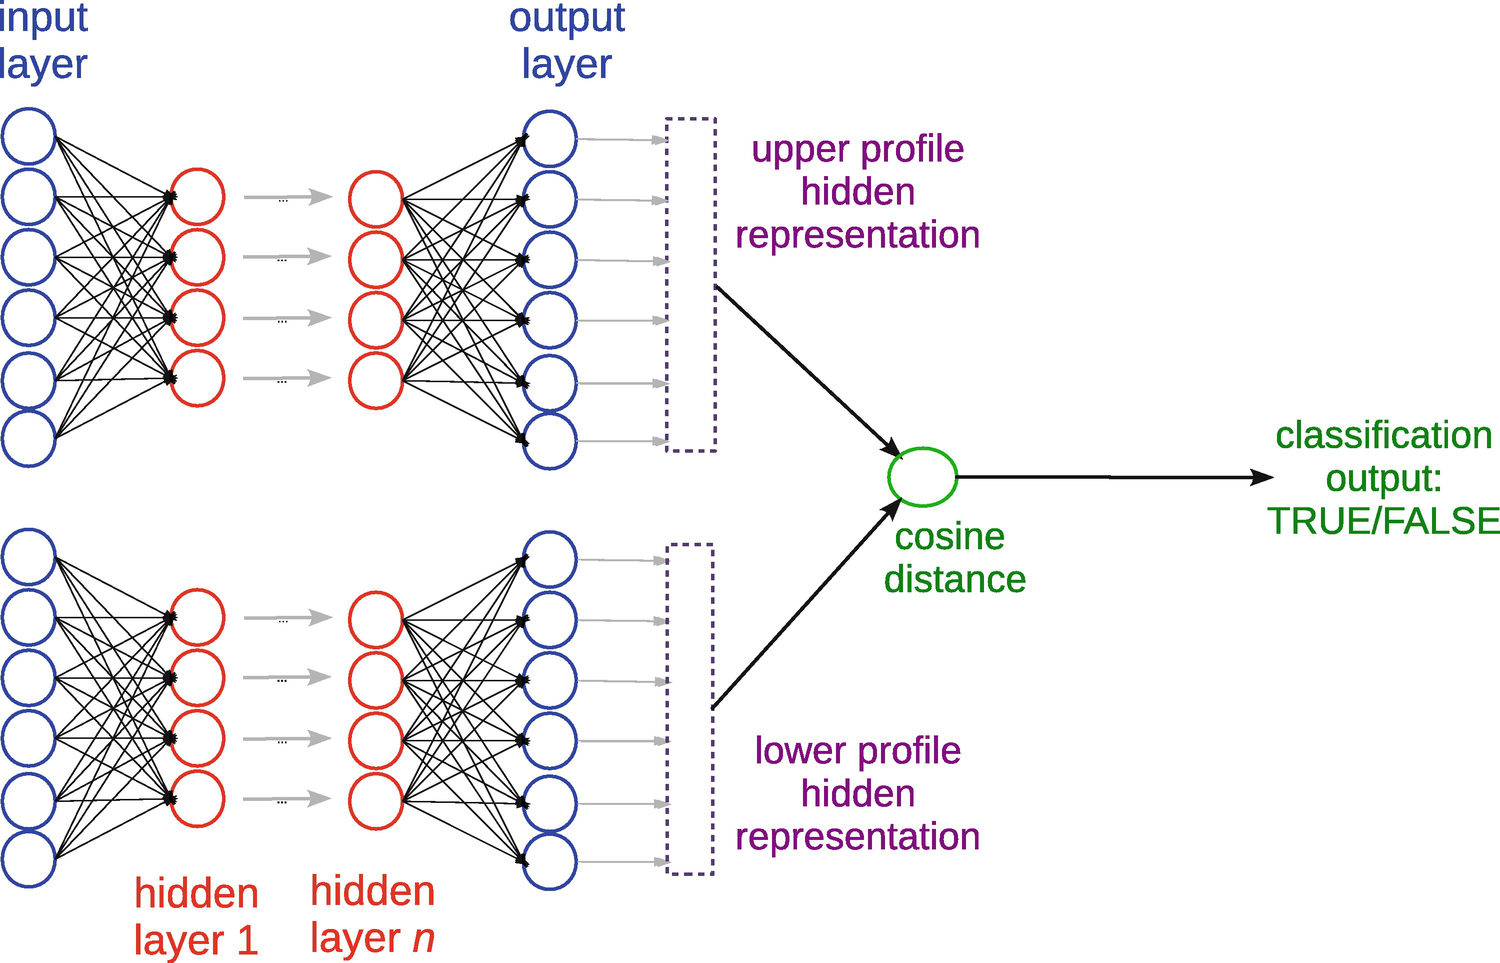 input
layer
output
layer
upper profile
hidden
representation
...
...
...
...
classification
output:
TRUE/FALSE
cosine
distance
...
...
...
...
lower profile
hidden
representation
hidden
layer 1
hidden
layer n